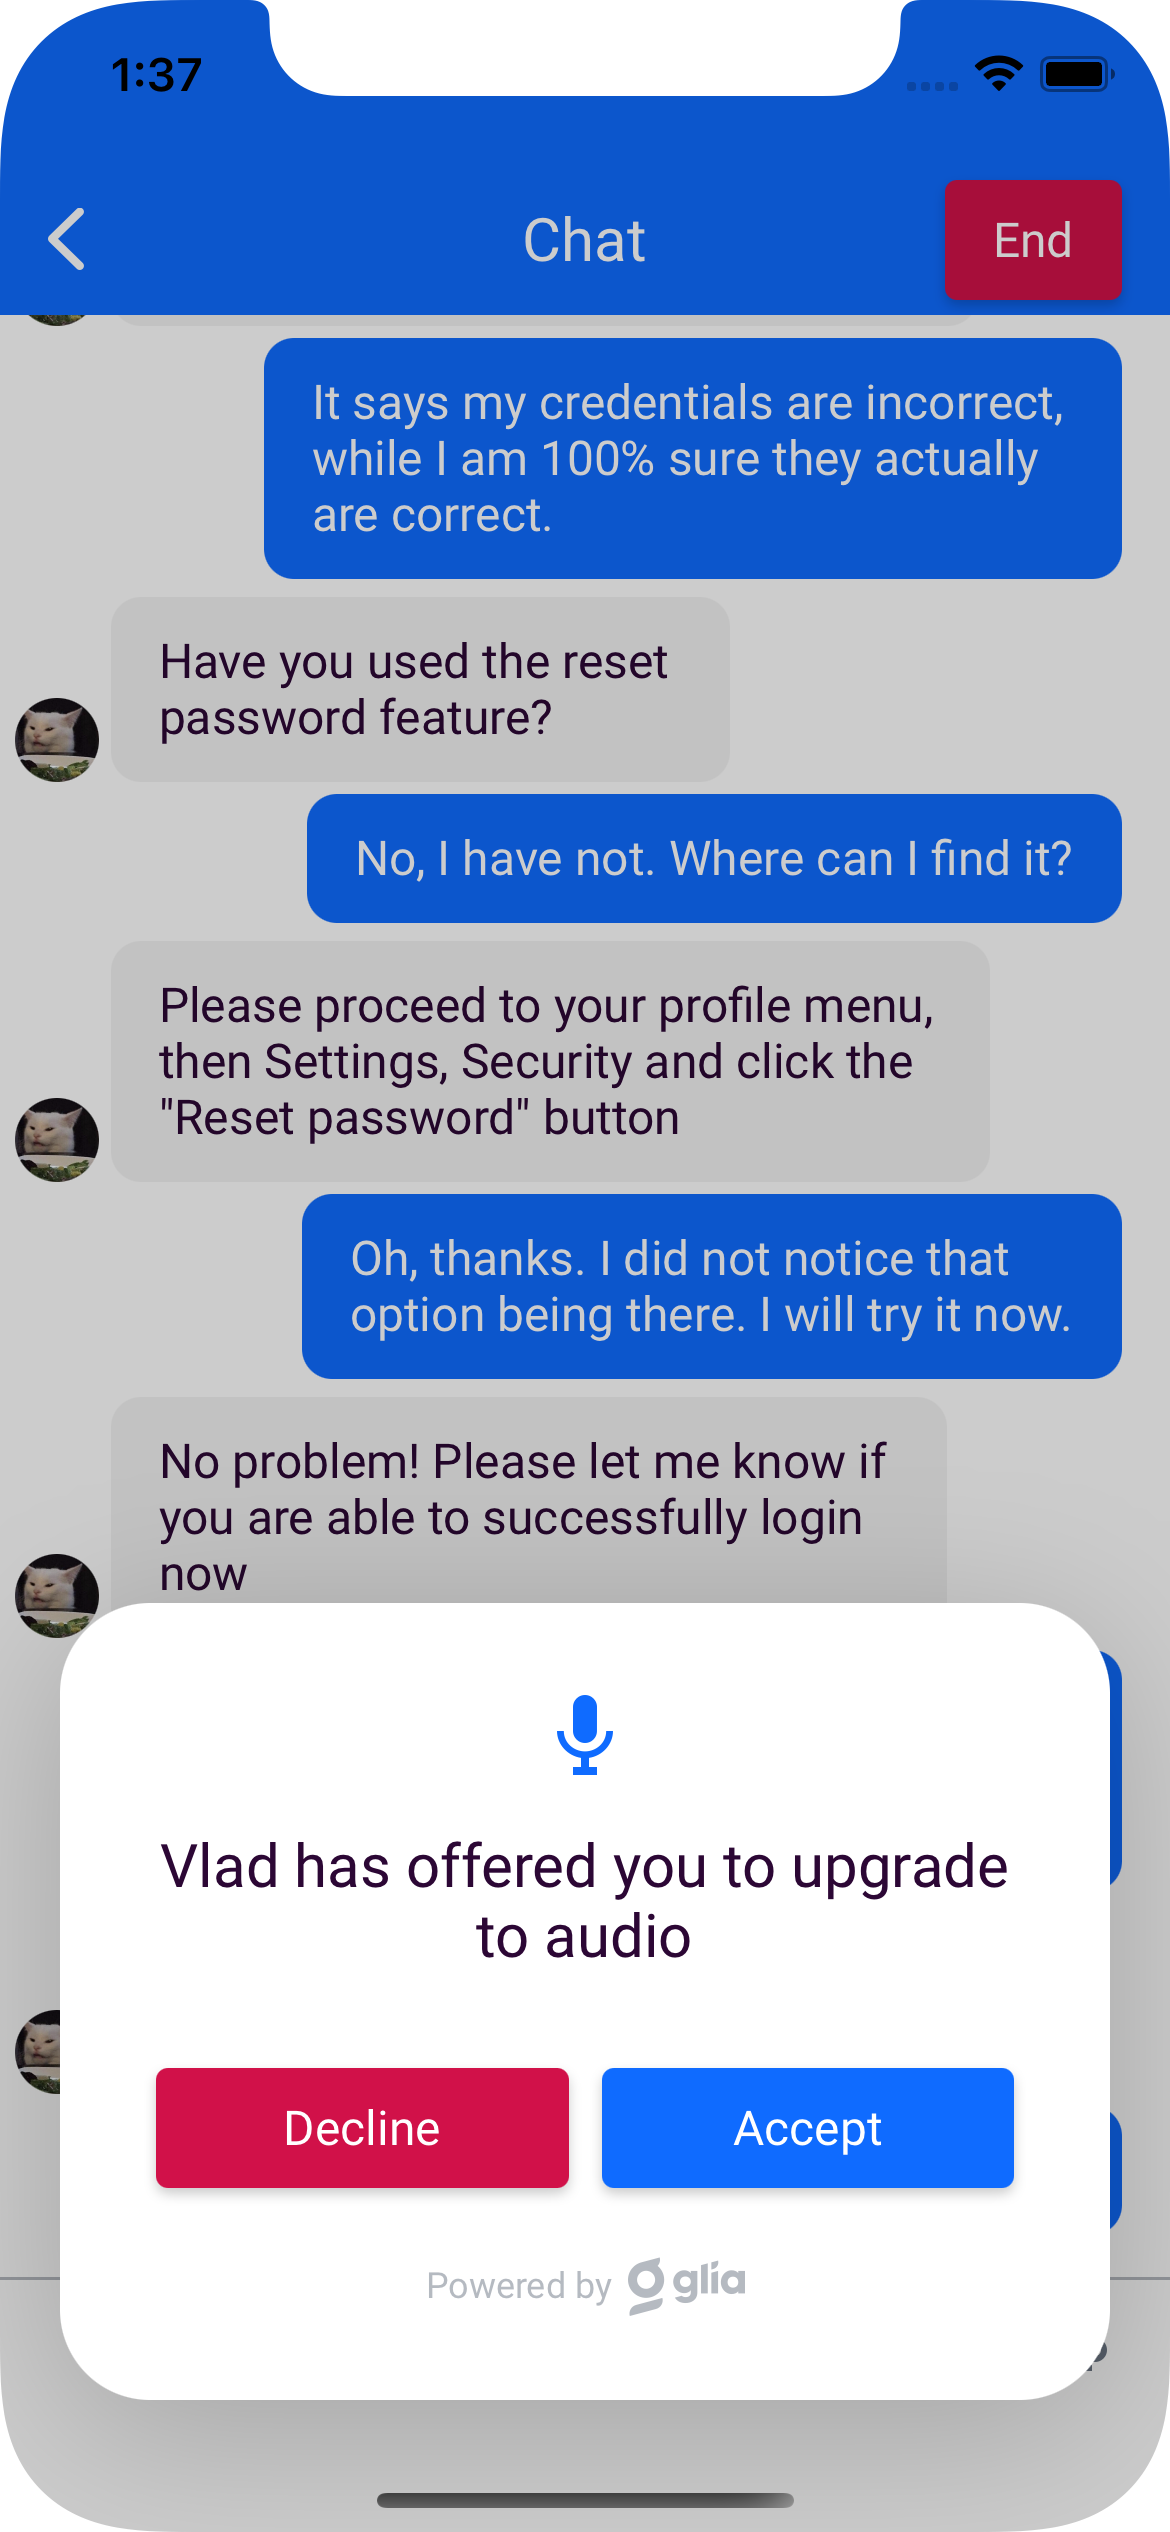 1:37
Chat
End
It says my credentials are incorrect,
while I am 100% sure they actually
are correct.
Have you used the reset
password feature?
No, I have not. Where can I find it?
Please proceed to your profile menu,
then Settings, Security and click the
"Reset password" button
Oh, thanks. I did not notice that
option being there. I will try it now.
No problem! Please let me know if
you are able to successfully login
now
Vlad has offered you to upgrade
to audio
Decline
Accept
Powered by glia